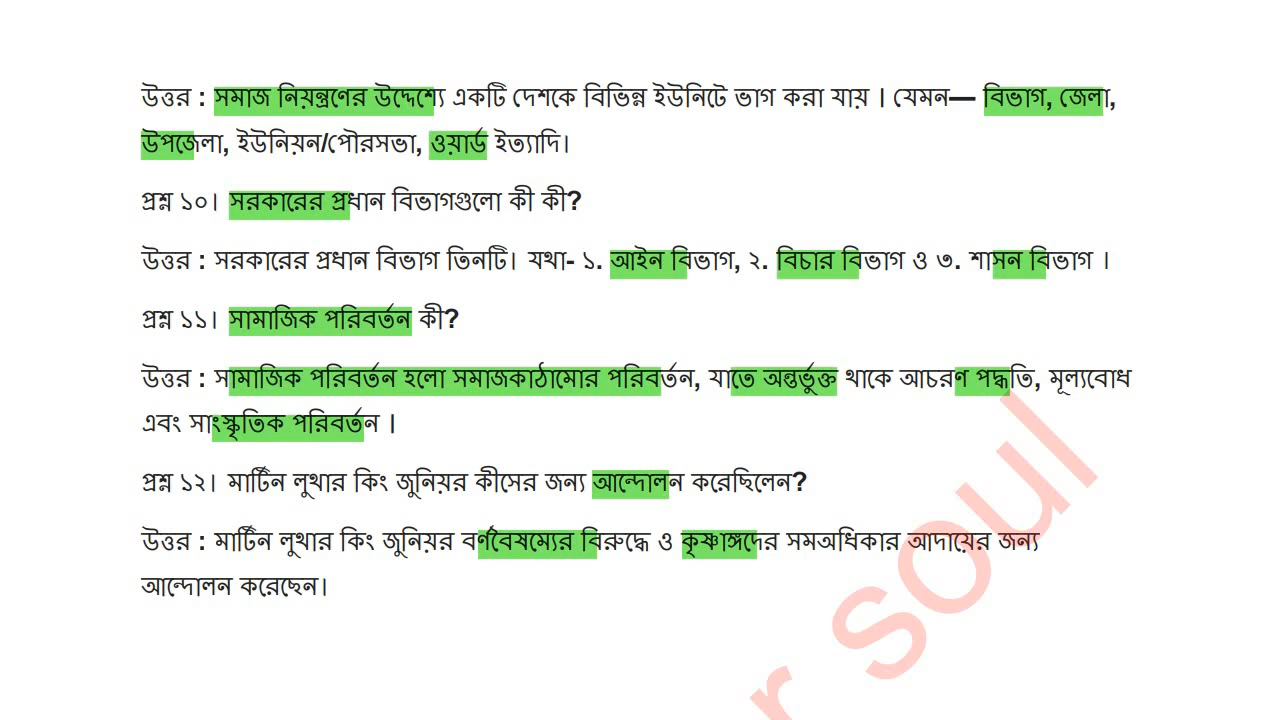 উত্তর : সমাজ নিয়ন্ত্রণের উদ্দেশ্যে একটি দেশকে বিভিন্ন ইউনিটে ভাগ করা যায় । যেমন— বিভাগ, জেলা,
উপজেলা, ইউনিয়ন/পৌরসভা, ওয়ার্ড ইত্যাদি।
প্রশ্ন ১০। সরকারের প্রধান বিভাগগুলো কী কী?
উত্তর : সরকারের প্রধান বিভাগ তিনটি। যথা- ১. আইন বিভাগ, ২. বিচার বিভাগ ও ৩. শাসন বিভাগ ।
প্রশ্ন ১১। সামাজিক পরিবর্তন কী?
উত্তর : সামাজিক পরিবর্তন হলো সমাজকাঠামোর পরিবর্তন, যাতে অন্তর্ভুক্ত থাকে আচরণ পদ্ধতি, মূল্যবোধ
এবং সাংস্কৃতিক পরিবর্তন ।
প্রশ্ন ১২। মার্টিন লুথার কিং জুনিয়র কীসের জন্য আন্দোলন করেছিলেন?
উত্তর : মার্টিন লুথার কিং জুনিয়র বর্ণবৈষম্যের বিরুদ্ধে ও কৃষ্ণাঙ্গদের সমঅধিকার আদায়ের জন্য
আন্দোলন করেছেন।
r soul